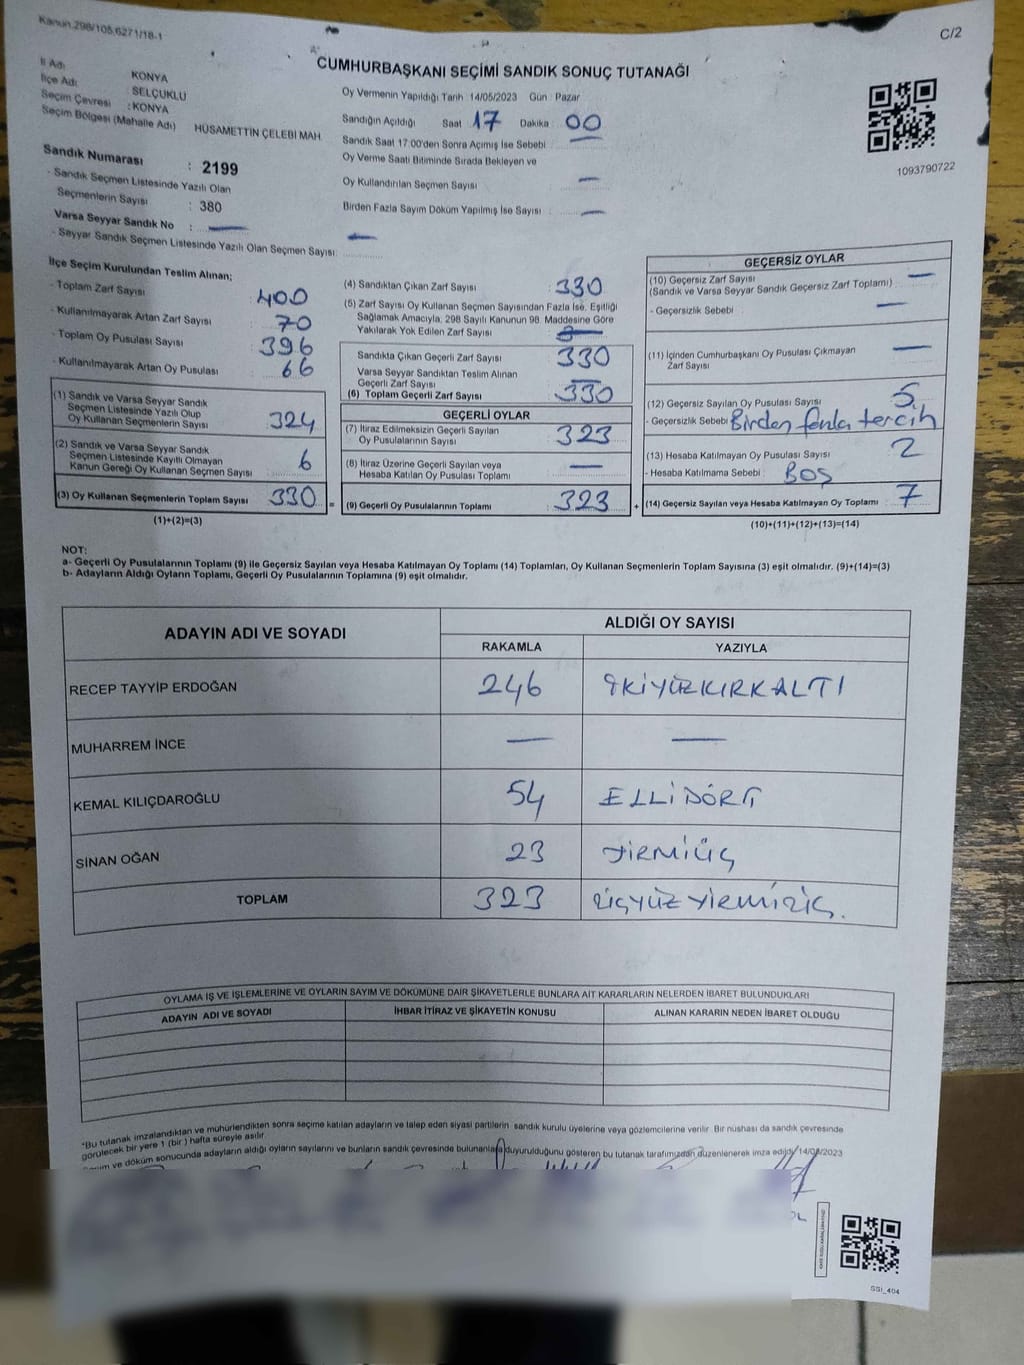 Kanun.298/105,6271/18-1
C/2
CUMHURBAŞKANI SEÇİMİ SANDIK SONUÇ TUTANAĞI
İl Adı : KONYA
İlçe Adı : SELÇUKLU
Seçim Çevresi : KONYA
Seçim Bölgesi (Mahalle Adı) HÜSAMETTİN ÇELEBİ MAH.
Sandık Numarası : 2199
- Sandık Seçmen Listesinde Yazılı Olan
Seçmenlerin Sayısı : 380
Varsa Seyyar Sandık No : —
- Seyyar Sandık Seçmen Listesinde Yazılı Olan Seçmen Sayısı: —
Oy Vermenin Yapıldığı Tarih 14/05/2023 Gün : Pazar
Sandığın Açıldığı Saat : 17 Dakika : 00
Sandık Saat 17:00'den Sonra Açımış İse Sebebi : —
Oy Verme Saati Bitiminde Sırada Bekleyen ve
Oy Kullandırılan Seçmen Sayısı : —
Birden Fazla Sayım Döküm Yapılmış İse Sayısı : —
1093790722
İlçe Seçim Kurulundan Teslim Alınan;
- Toplam Zarf Sayısı : 400
- Kullanılmayarak Artan Zarf Sayısı : 70
- Toplam Oy Pusulası Sayısı : 396
- Kullanılmayarak Artan Oy Pusulası : 66
(1) Sandık ve Varsa Seyyar Sandık
Seçmen Listesinde Yazılı Olup
Oy Kullanan Seçmenlerin Sayısı : 324
(2) Sandık ve Varsa Seyyar Sandık
Seçmen Listesinde Kayıtlı Olmayan
Kanun Gereği Oy Kullanan Seçmen Sayısı : 6
(3) Oy Kullanan Seçmenlerin Toplam Sayısı : 330 =
(1)+(2)=(3)
(4) Sandıktan Çıkan Zarf Sayısı : 330
(5) Zarf Sayısı Oy Kullanan Seçmen Sayısından Fazla İse, Eşitliği
Sağlamak Amacıyla, 298 Sayılı Kanunun 98. Maddesine Göre
Yakılarak Yok Edilen Zarf Sayısı :
Sandıkta Çıkan Geçerli Zarf Sayısı : 330
Varsa Seyyar Sandıktan Teslim Alınan
Geçerli Zarf Sayısı : —
(6) Toplam Geçerli Zarf Sayısı : 330
GEÇERLİ OYLAR
(7) İtiraz Edilmeksizin Geçerli Sayılan
Oy Pusulalarının Sayısı : 323
(8) İtiraz Üzerine Geçerli Sayılan veya
Hesaba Katılan Oy Pusulası Toplamı : —
(9) Geçerli Oy Pusulalarının Toplamı : 323 +
GEÇERSİZ OYLAR
(10) Geçersiz Zarf Sayısı : —
(Sandık ve Varsa Seyyar Sandık Geçersiz Zarf Toplamı)
- Geçersizlik Sebebi : —
(11) İçinden Cumhurbaşkanı Oy Pusulası Çıkmayan
Zarf Sayısı : —
(12) Geçersiz Sayılan Oy Pusulası Sayısı : 5
- Geçersizlik Sebebi : Birden fazla tercih
(13) Hesaba Katılmayan Oy Pusulası Sayısı : 2
- Hesaba Katılmama Sebebi : BOŞ
(14) Geçersiz Sayılan veya Hesaba Katılmayan Oy Toplamı : 7
(10)+(11)+(12)+(13)=(14)
NOT:
a- Geçerli Oy Pusulalarının Toplamı (9) ile Geçersiz Sayılan veya Hesaba Katılmayan Oy Toplamı (14) Toplamları, Oy Kullanan Seçmenlerin Toplam Sayısına (3) eşit olmalıdır. (9)+(14)=(3)
b- Adayların Aldığı Oyların Toplamı, Geçerli Oy Pusulalarının Toplamına (9) eşit olmalıdır.
ADAYIN ADI VE SOYADI
ALDIĞI OY SAYISI
RAKAMLA YAZIYLA
RECEP TAYYİP ERDOĞAN 246 İKİYÜZKIRKALTI
MUHARREM İNCE — —
KEMAL KILIÇDAROĞLU 54 ELLİDÖRT
SİNAN OĞAN 23 YİRMİÜÇ
TOPLAM 323 ÜÇYÜZYİRMİÜÇ.
OYLAMA İŞ VE İŞLEMLERİNE VE OYLARIN SAYIM VE DÖKÜMÜNE DAİR ŞİKAYETLERLE BUNLARA AİT KARARLARIN NELERDEN İBARET BULUNDUKLARI
ADAYIN ADI VE SOYADI İHBAR İTİRAZ VE ŞİKAYETİN KONUSU ALINAN KARARIN NEDEN İBARET OLDUĞU
"Bu tutanak imzalandıktan ve mühürlendikten sonra seçime katılan adayların ve talep eden siyasi partilerin sandık kurulu üyelerine veya gözlemcilerine verilir. Bir nüshası da sandık çevresinde
görülecek bir yere 1 (bir) hafta süreyle asılır.
ve döküm sonucunda adayların aldığı oyların sayılarını ve bunların sandık çevresinde bulunanlara duyurulduğunu gösteren bu tutanak tarafımızdan düzenlenerek imza edildi. 14/05/2023
SSI_404